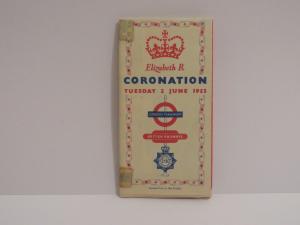 Elizabeth R.
CORONATION
TUESDAY 2 JUNE 1953
LONDON TRANSPORT
BRITISH RAILWAYS